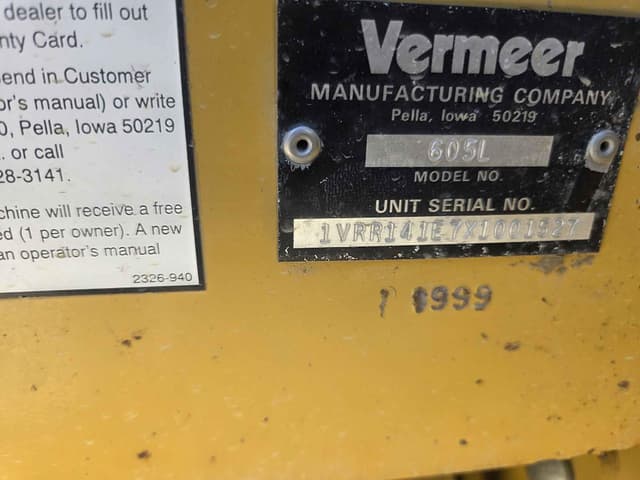 dealer to fill out
nty Card.
end in Customer
or's manual) or write
0, Pella, Iowa 50219
. or call
28-3141.
chine will receive a free
ed (1 per owner). A new
an operator's manual
2326-940
Vermeer
MANUFACTURING COMPANY
Pella, Iowa 50219
605L
MODEL NO.
UNIT SERIAL NO.
1VRR141E7X1001927
1 999